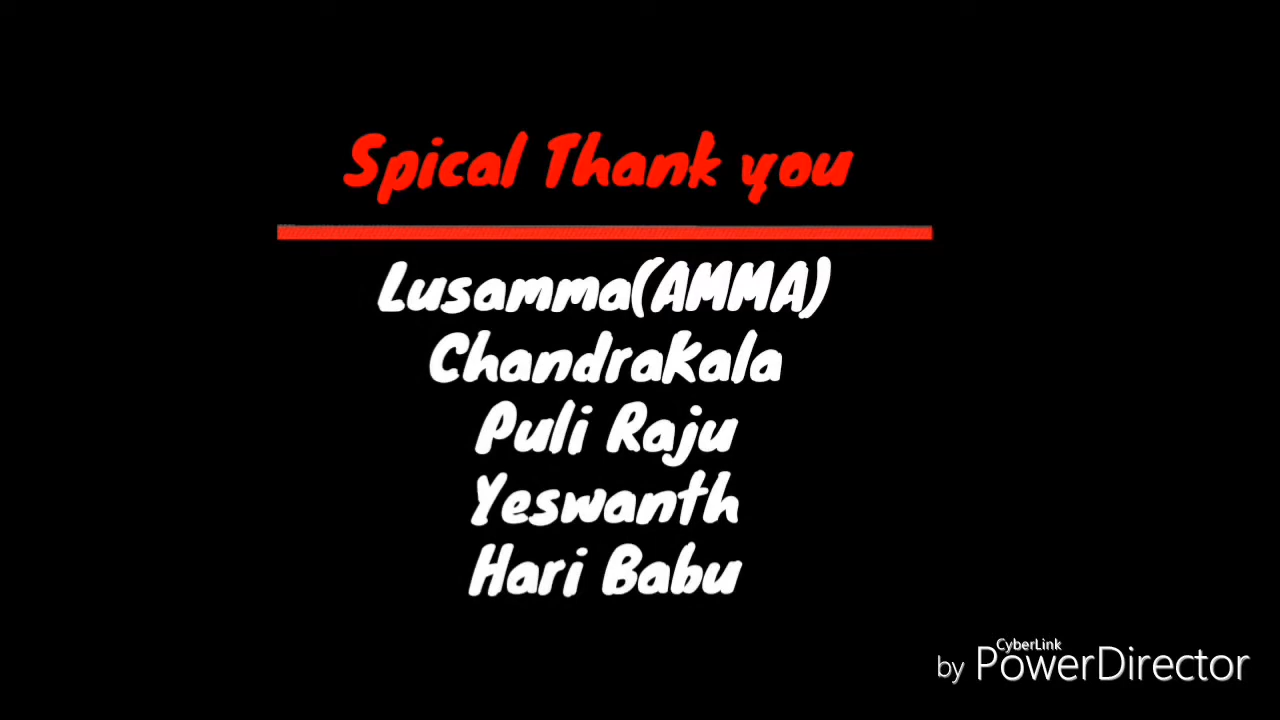 Spical Thank you
Lusamma(AMMA)
Chandrakala
Puli Raju
Yeswanth
Hari Babu
CyberLink
by PowerDirector